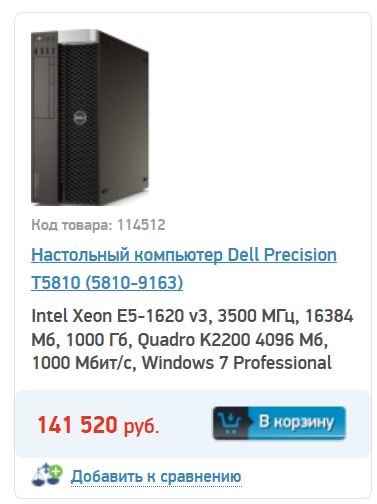 Код товара: 114512
Настольный компьютер Dell Precision
T5810 (5810-9163)
Intel Xeon E5-1620 v3, 3500 МГц, 16384
Мб, 1000 Гб, Quadro K2200 4096 Мб,
1000 Мбит/с, Windows 7 Professional
141 520 руб.
В корзину
Добавить к сравнению